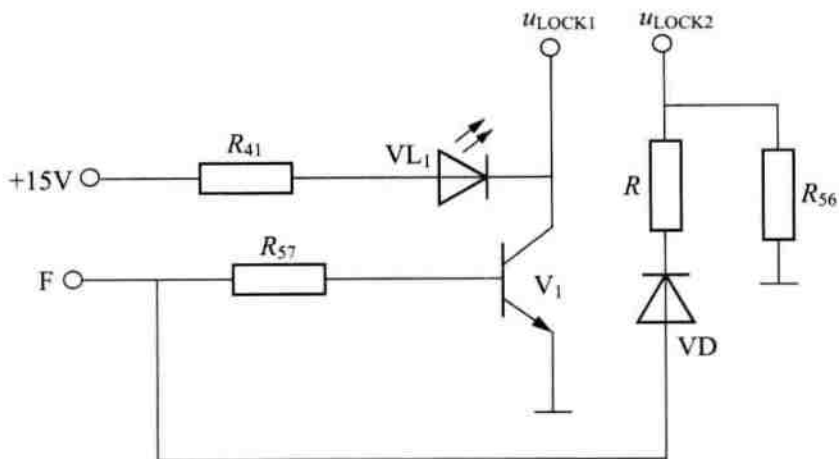 uLOCK1
uLOCK2
R41
VL1
+15V
R
R56
R57
F
V1
VD